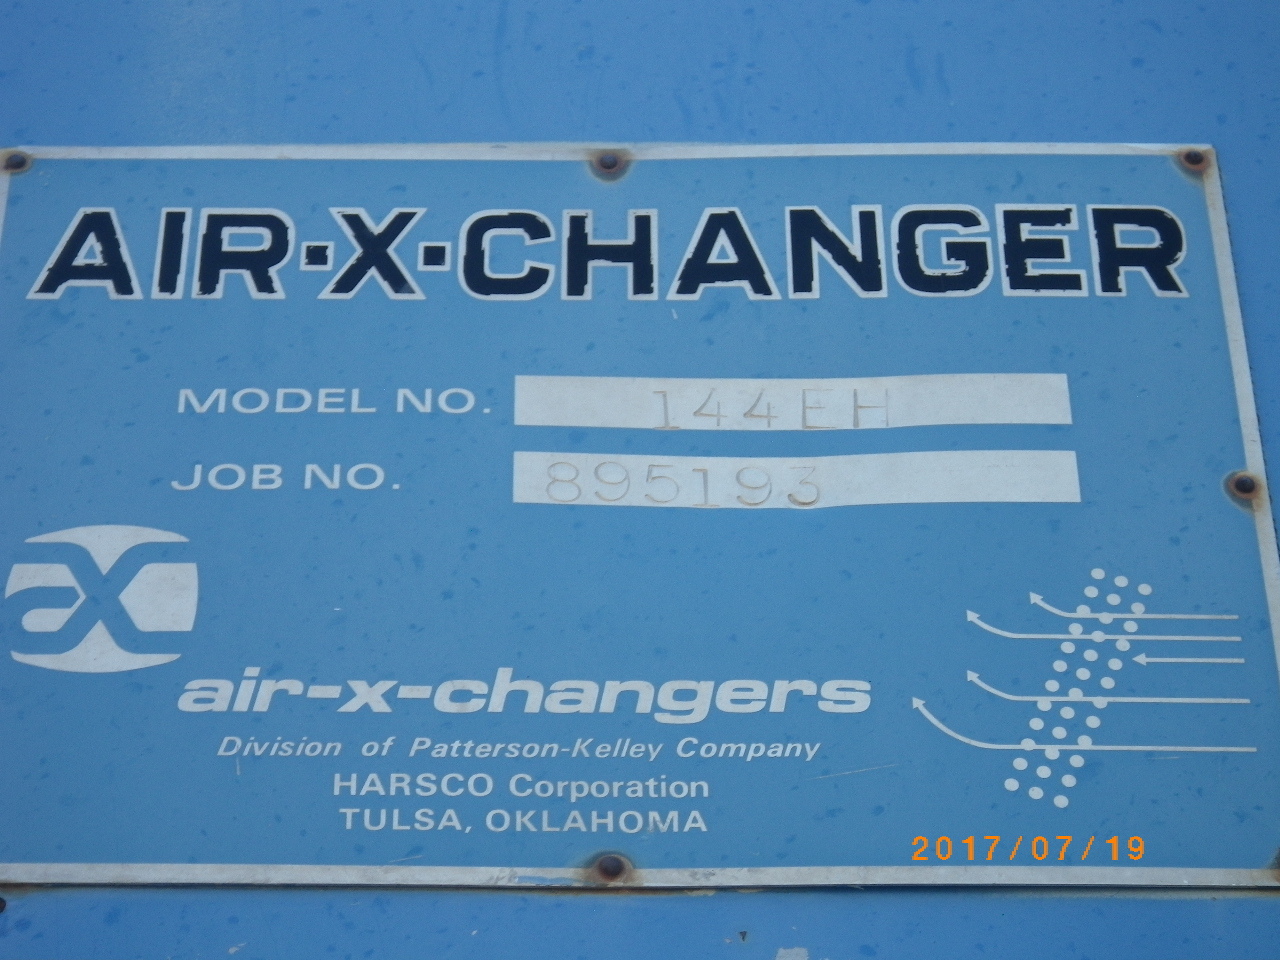 AIR·X·CHANGER
MODEL NO. 144EH
JOB NO. 895193
ax
air-x-changers
Division of Patterson-Kelley Company
HARSCO Corporation
TULSA, OKLAHOMA
2017/07/19